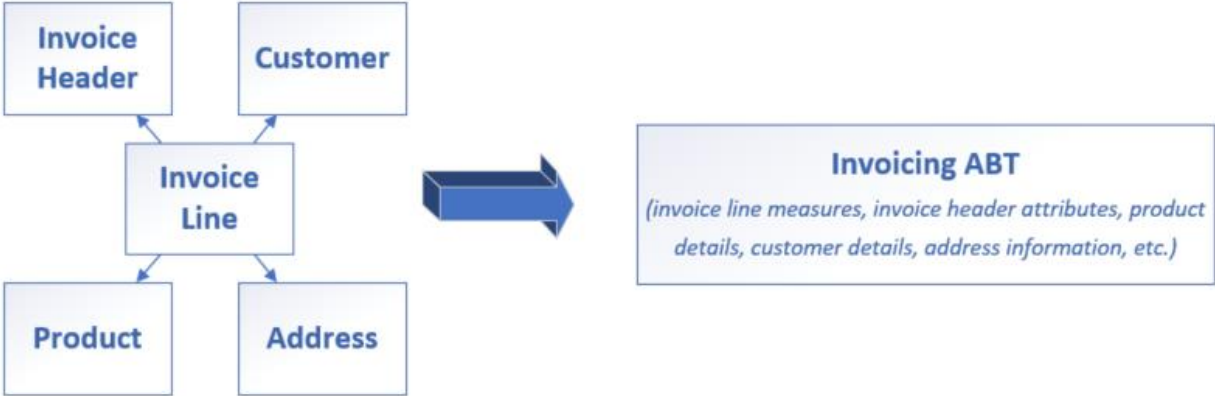 Invoice
Header
Customer
Invoice
Line
Product
Address
Invoicing ABT
(invoice line measures, invoice header attributes, product
details, customer details, address information, etc.)